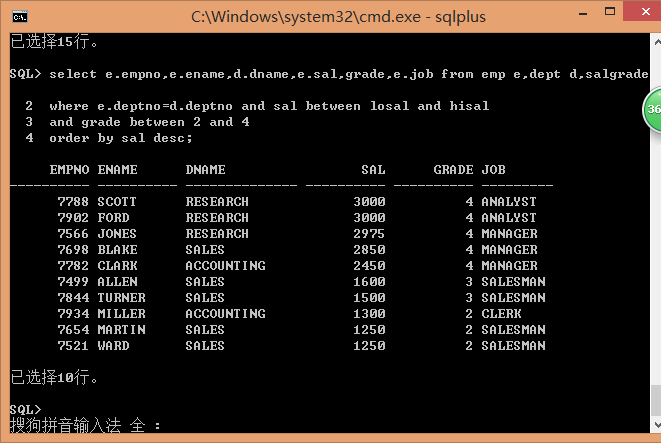 C:\Windows\system32\cmd.exe - sqlplus
已选择15行。
SQL> select e.empno,e.ename,d.dname,e.sal,grade,e.job from emp e,dept d,salgrade
2 where e.deptno=d.deptno and sal between losal and hisal
3 and grade between 2 and 4
4 order by sal desc;
EMPNO ENAME DNAME SAL GRADE JOB
---------- ---------- -------------- ---------- ---------- ---------
7788 SCOTT RESEARCH 3000 4 ANALYST
7902 FORD RESEARCH 3000 4 ANALYST
7566 JONES RESEARCH 2975 4 MANAGER
7698 BLAKE SALES 2850 4 MANAGER
7782 CLARK ACCOUNTING 2450 4 MANAGER
7499 ALLEN SALES 1600 3 SALESMAN
7844 TURNER SALES 1500 3 SALESMAN
7934 MILLER ACCOUNTING 1300 2 CLERK
7654 MARTIN SALES 1250 2 SALESMAN
7521 WARD SALES 1250 2 SALESMAN
已选择10行。
SQL>
搜狗拼音输入法 全 :
36